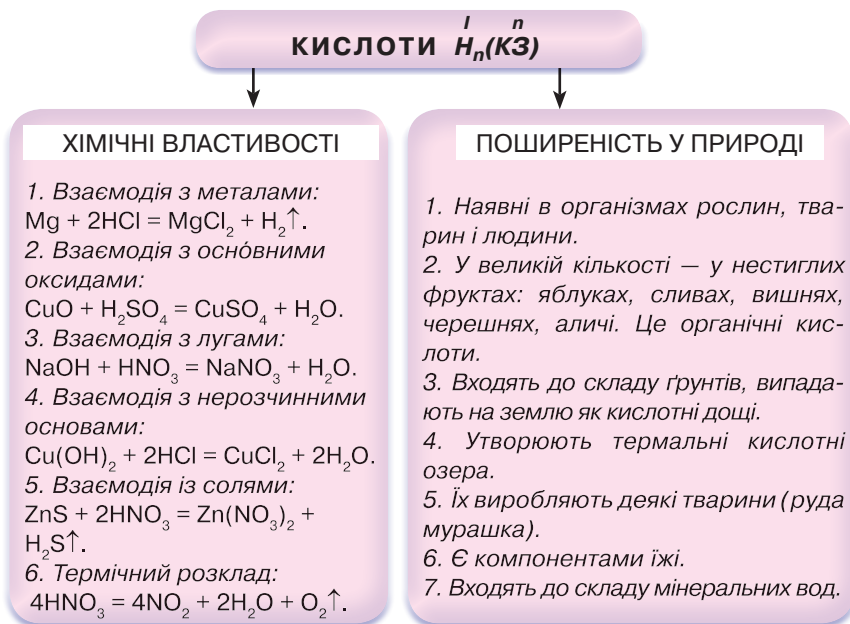 I n
КИСЛОТИ Hn(КЗ)
ХІМІЧНІ ВЛАСТИВОСТІ
1. Взаємодія з металами:
Mg + 2HCl = MgCl₂ + H₂↑.
2. Взаємодія з оснóвними
оксидами:
CuO + H₂SO₄ = CuSO₄ + H₂O.
3. Взаємодія з лугами:
NaOH + HNO₃ = NaNO₃ + H₂O.
4. Взаємодія з нерозчинними
основами:
Cu(OH)₂ + 2HCl = CuCl₂ + 2H₂O.
5. Взаємодія із солями:
ZnS + 2HNO₃ = Zn(NO₃)₂ +
H₂S↑.
6. Термічний розклад:
4HNO₃ = 4NO₂ + 2H₂O + O₂↑.
ПОШИРЕНІСТЬ У ПРИРОДІ
1. Наявні в організмах рослин, тва-
рин і людини.
2. У великій кількості — у нестиглих
фруктах: яблуках, сливах, вишнях,
черешнях, аличі. Це органічні кис-
лоти.
3. Входять до складу ґрунтів, випада-
ють на землю як кислотні дощі.
4. Утворюють термальні кислотні
озера.
5. Їх виробляють деякі тварини (руда
мурашка).
6. Є компонентами їжі.
7. Входять до складу мінеральних вод.